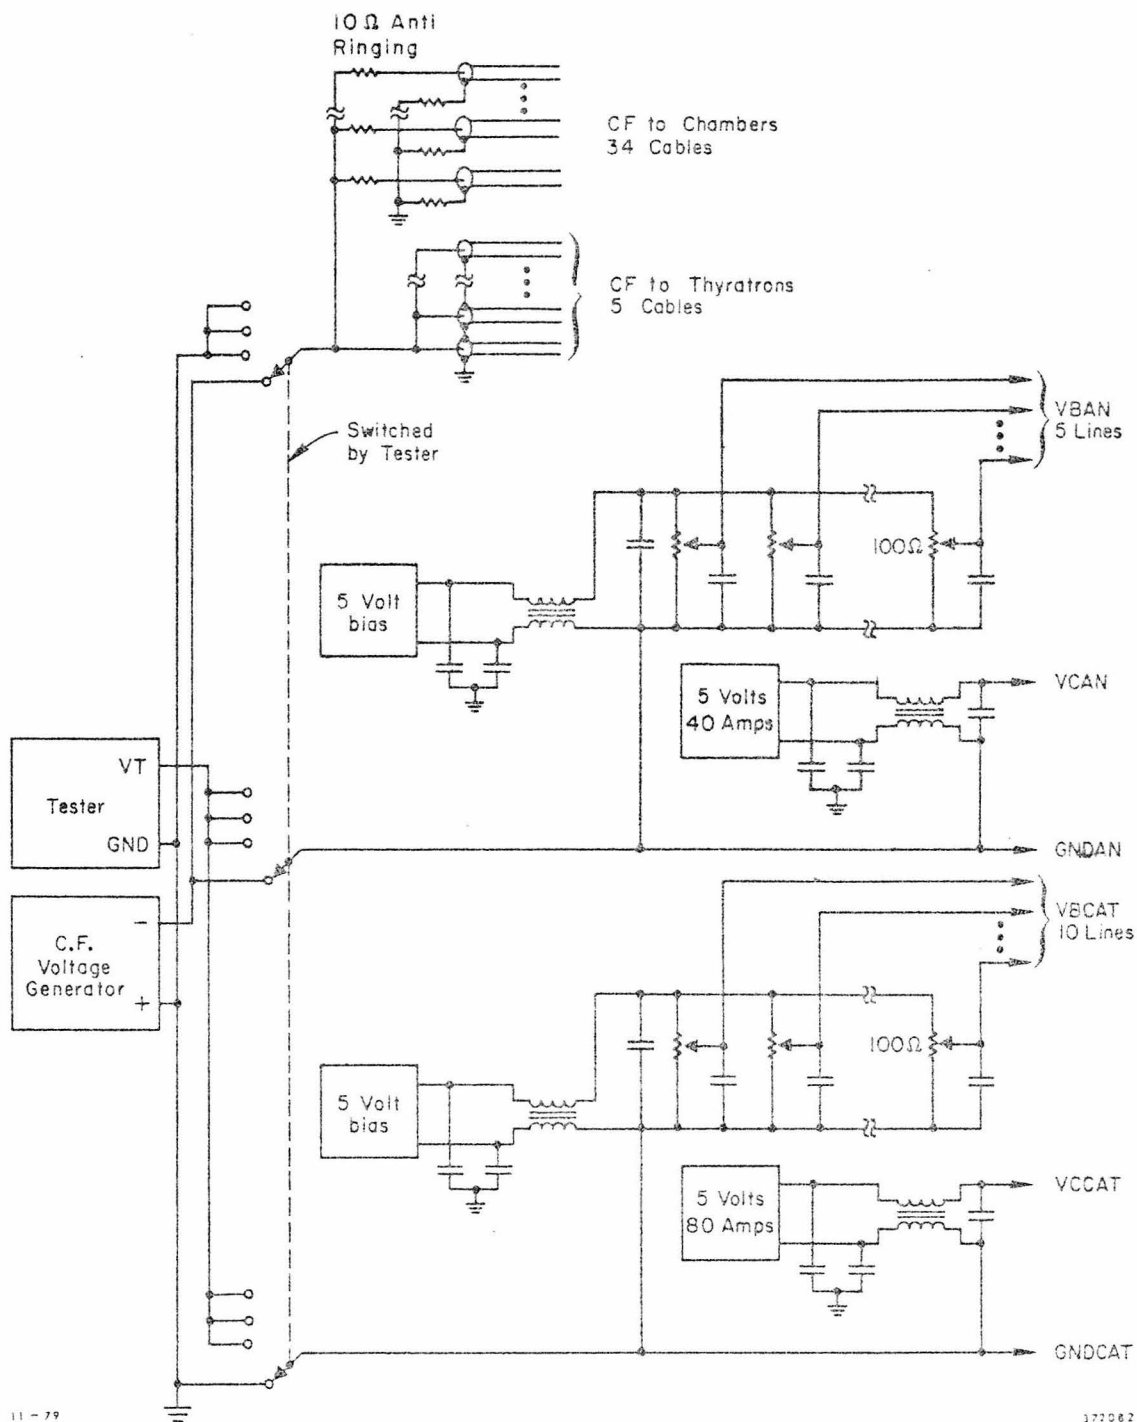 10Ω Anti
Ringing
CF to Chambers
34 Cables
CF to Thyratrons
5 Cables
Switched
by Tester
VBAN
5 Lines
100Ω
5 Volt
bias
5 Volts
40 Amps
VCAN
VT
Tester
GND
GNDAN
-
C.F.
Voltage
Generator
+
VBCAT
10 Lines
100Ω
5 Volt
bias
5 Volts
80 Amps
VCCAT
GNDCAT
11-79